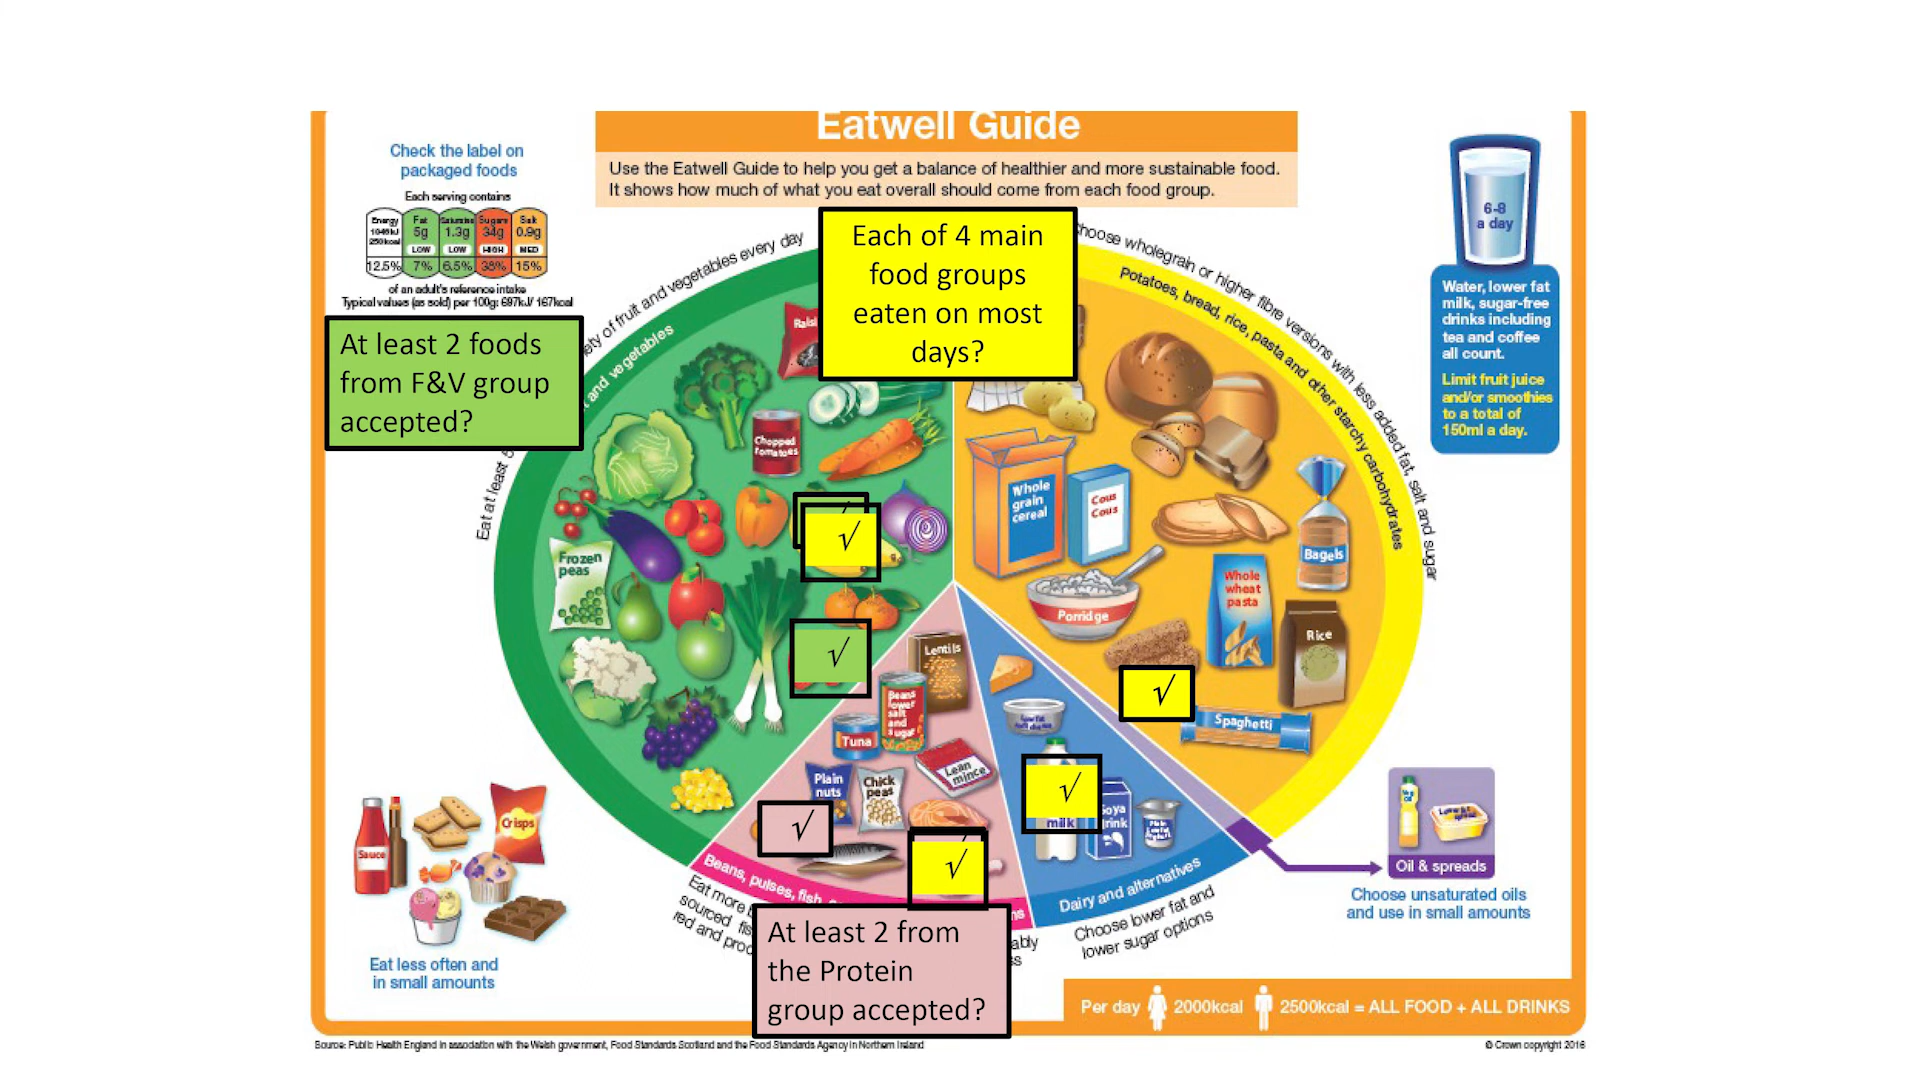 Eatwell Guide
Use the Eatwell Guide to help you get a balance of healthier and more sustainable food.
It shows how much of what you eat overall should come from each food group.
Check the label on
packaged foods
Each serving contains
Energy
1046kJ
250kcal
12.5%
Fat
5g
LOW
7%
Saturates
1.3g
LOW
6.5%
Sugars
34g
HIGH
38%
Salt
0.9g
MED
15%
of an adult's reference intake
Typical values (as sold) per 100g: 697kJ/ 167kcal
At least 2 foods
from F&V group
accepted?
Each of 4 main
food groups
eaten on most
days?
6-8
a day
Water, lower fat
milk, sugar-free
drinks including
tea and coffee
all count.
Limit fruit juice
and/or smoothies
to a total of
150ml a day.
Eat at least
of fruit and vegetables every day
and vegetables
choose wholegrain or higher fibre versions with less added fat, salt and sugar
Potatoes, bread, rice, pasta and other starchy carbohydrates
Chopped
tomatoes
Frozen
peas
Whole
grain
cereal
Cous
Cous
Bagels
Whole
wheat
pasta
Porridge
Rice
Spaghetti
Lentils
Beans
lower
salt
and
sugar
Tuna
Plain
nuts
Chick
peas
Lean
mince
milk
√
√
√
√
√
√
Beans, pulses, fish,
Eat more
sourced
red and
Dairy and alternatives
Choose lower fat and
lower sugar options
At least 2 from
the Protein
group accepted?
Sauce
Crisps
Eat less often and
in small amounts
Oil & spreads
Choose unsaturated oils
and use in small amounts
Per day 2000kcal 2500kcal = ALL FOOD + ALL DRINKS
Source: Public Health England in association with the Welsh government, Food Standards Scotland and the Food Standards Agency in Northern Ireland
© Crown copyright 2016